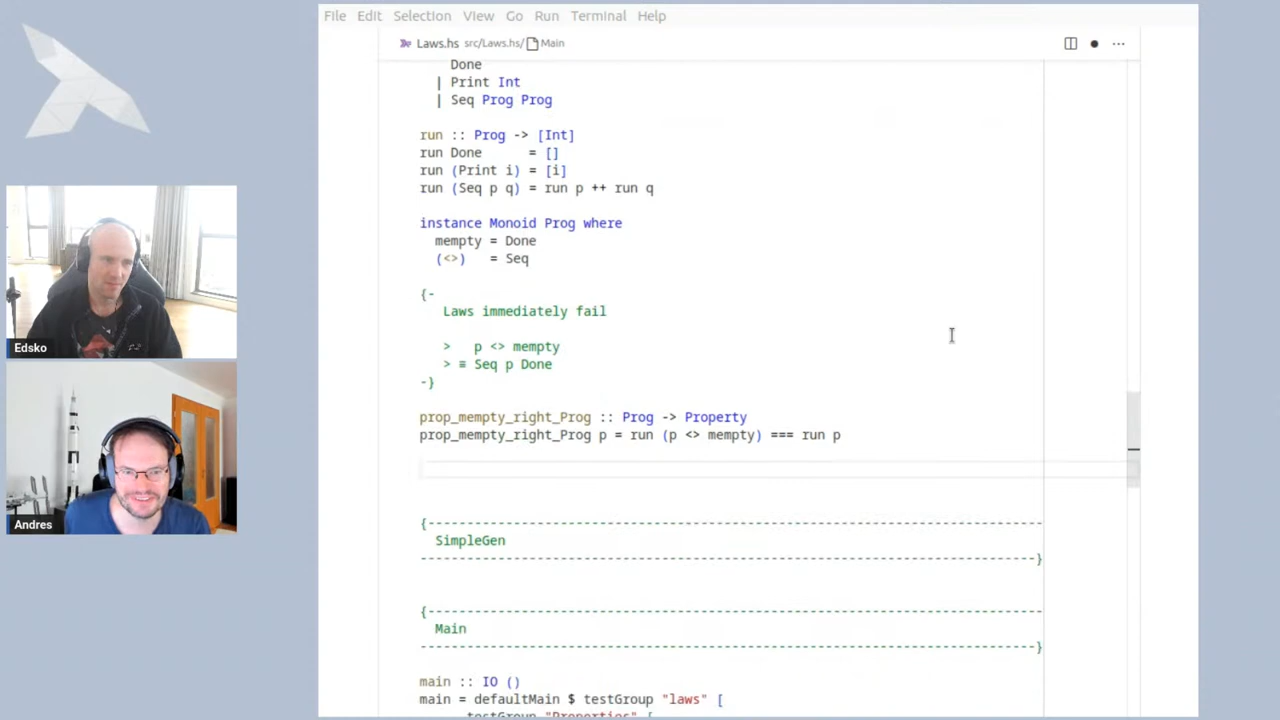 File Edit Selection View Go Run Terminal Help
Laws.hs src/Laws.hs/ Main
Done
| Print Int
| Seq Prog Prog
run :: Prog -> [Int]
run Done      = []
run (Print i) = [i]
run (Seq p q) = run p ++ run q
instance Monoid Prog where
mempty = Done
(<>)   = Seq
{-
Laws immediately fail
>   p <> mempty
> ≡ Seq p Done
-}
prop_mempty_right_Prog :: Prog -> Property
prop_mempty_right_Prog p = run (p <> mempty) === run p
{------------------------------------------------------------------------------
SimpleGen
------------------------------------------------------------------------------}
{------------------------------------------------------------------------------
Main
------------------------------------------------------------------------------}
main :: IO ()
main = defaultMain $ testGroup "laws" [
testGroup "Properties" [
Edsko
Andres